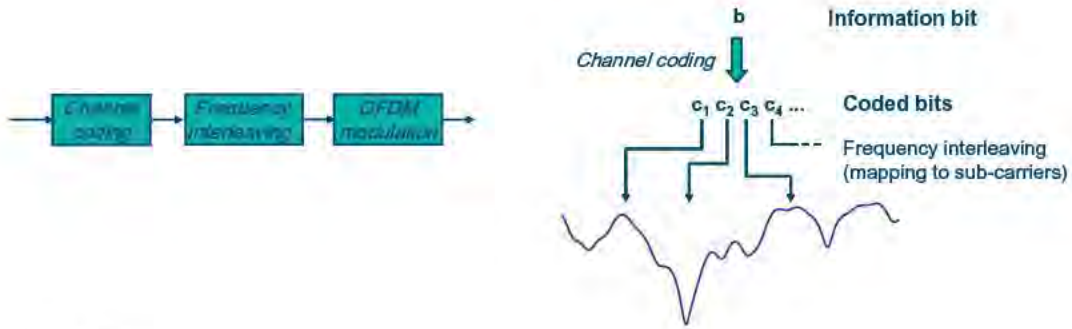 Channel
coding
Frequency
interleaving
OFDM
modulation
b Information bit
Channel coding
c1 c2 c3 c4 ... Coded bits
Frequency interleaving
(mapping to sub-carriers)